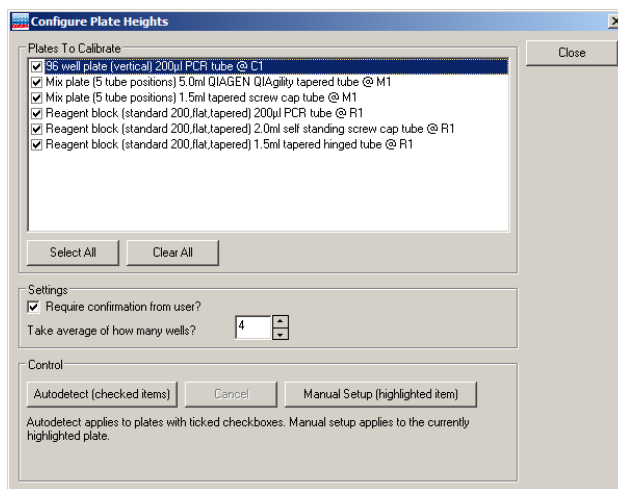 Configure Plate Heights
Plates To Calibrate
Close
96 well plate (vertical) 200µl PCR tube @ C1
Mix plate (5 tube positions) 5.0ml QIAGEN QIAgility tapered tube @ M1
Mix plate (5 tube positions) 1.5ml tapered screw cap tube @ M1
Reagent block (standard 200,flat,tapered) 200µl PCR tube @ R1
Reagent block (standard 200,flat,tapered) 2.0ml self standing screw cap tube @ R1
Reagent block (standard 200,flat,tapered) 1.5ml tapered hinged tube @ R1
Select All Clear All
Settings
Require confirmation from user?
Take average of how many wells? 4
Control
Autodetect (checked items) Cancel Manual Setup (highlighted item)
Autodetect applies to plates with ticked checkboxes. Manual setup applies to the currently
highlighted plate.